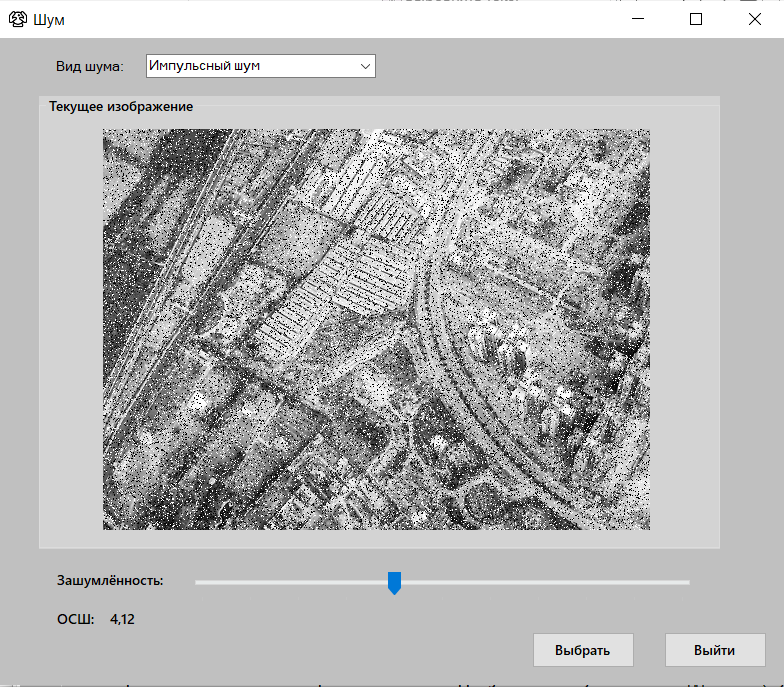 Шум
Вид шума: Импульсный шум
Текущее изображение
Зашумлённость:
ОСШ: 4,12
Выбрать Выйти